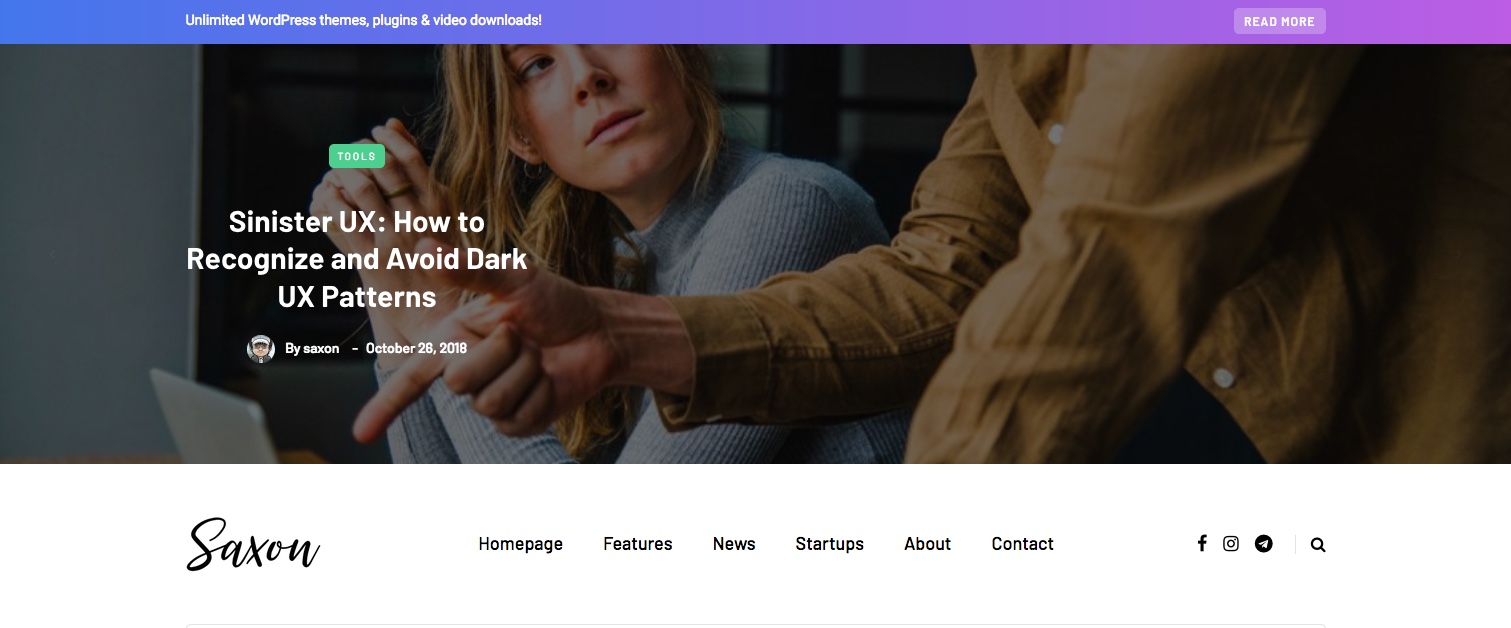 Unlimited WordPress themes, plugins & video downloads!
READ MORE
TOOLS
Sinister UX: How to
Recognize and Avoid Dark
UX Patterns
By saxon – October 26, 2018
Saxon
Homepage Features News Startups About Contact